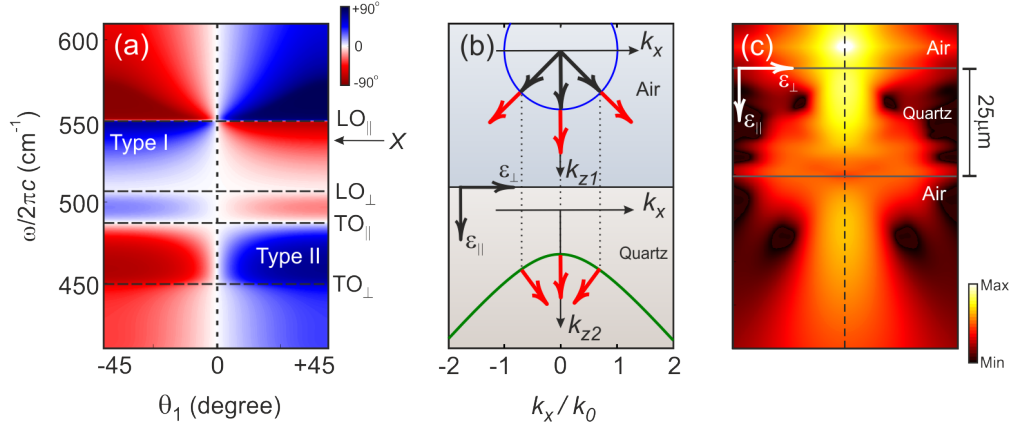 (a)
600
550
500
450
ω/2πc (cm⁻¹)
-45
0
+45
θ₁ (degree)
Type I
Type II
+90°
0
-90°
LO∥
X
LO⊥
TO∥
TO⊥
(b)
kₓ
Air
k_z1
ε⊥
ε∥
kₓ
Quartz
k_z2
-2
-1
0
1
2
kₓ/k₀
(c)
Air
ε⊥
ε∥
Quartz
25μm
Air
Max
Min